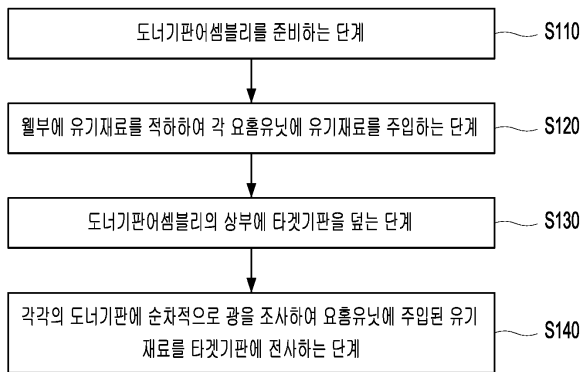 도너기판어셈블리를 준비하는 단계
S110
웰부에 유기재료를 적하하여 각 요홈유닛에 유기재료를 주입하는 단계
S120
도너기판어셈블리의 상부에 타겟기판을 덮는 단계
S130
각각의 도너기판에 순차적으로 광을 조사하여 요홈유닛에 주입된 유기
재료를 타겟기판에 전사하는 단계
S140